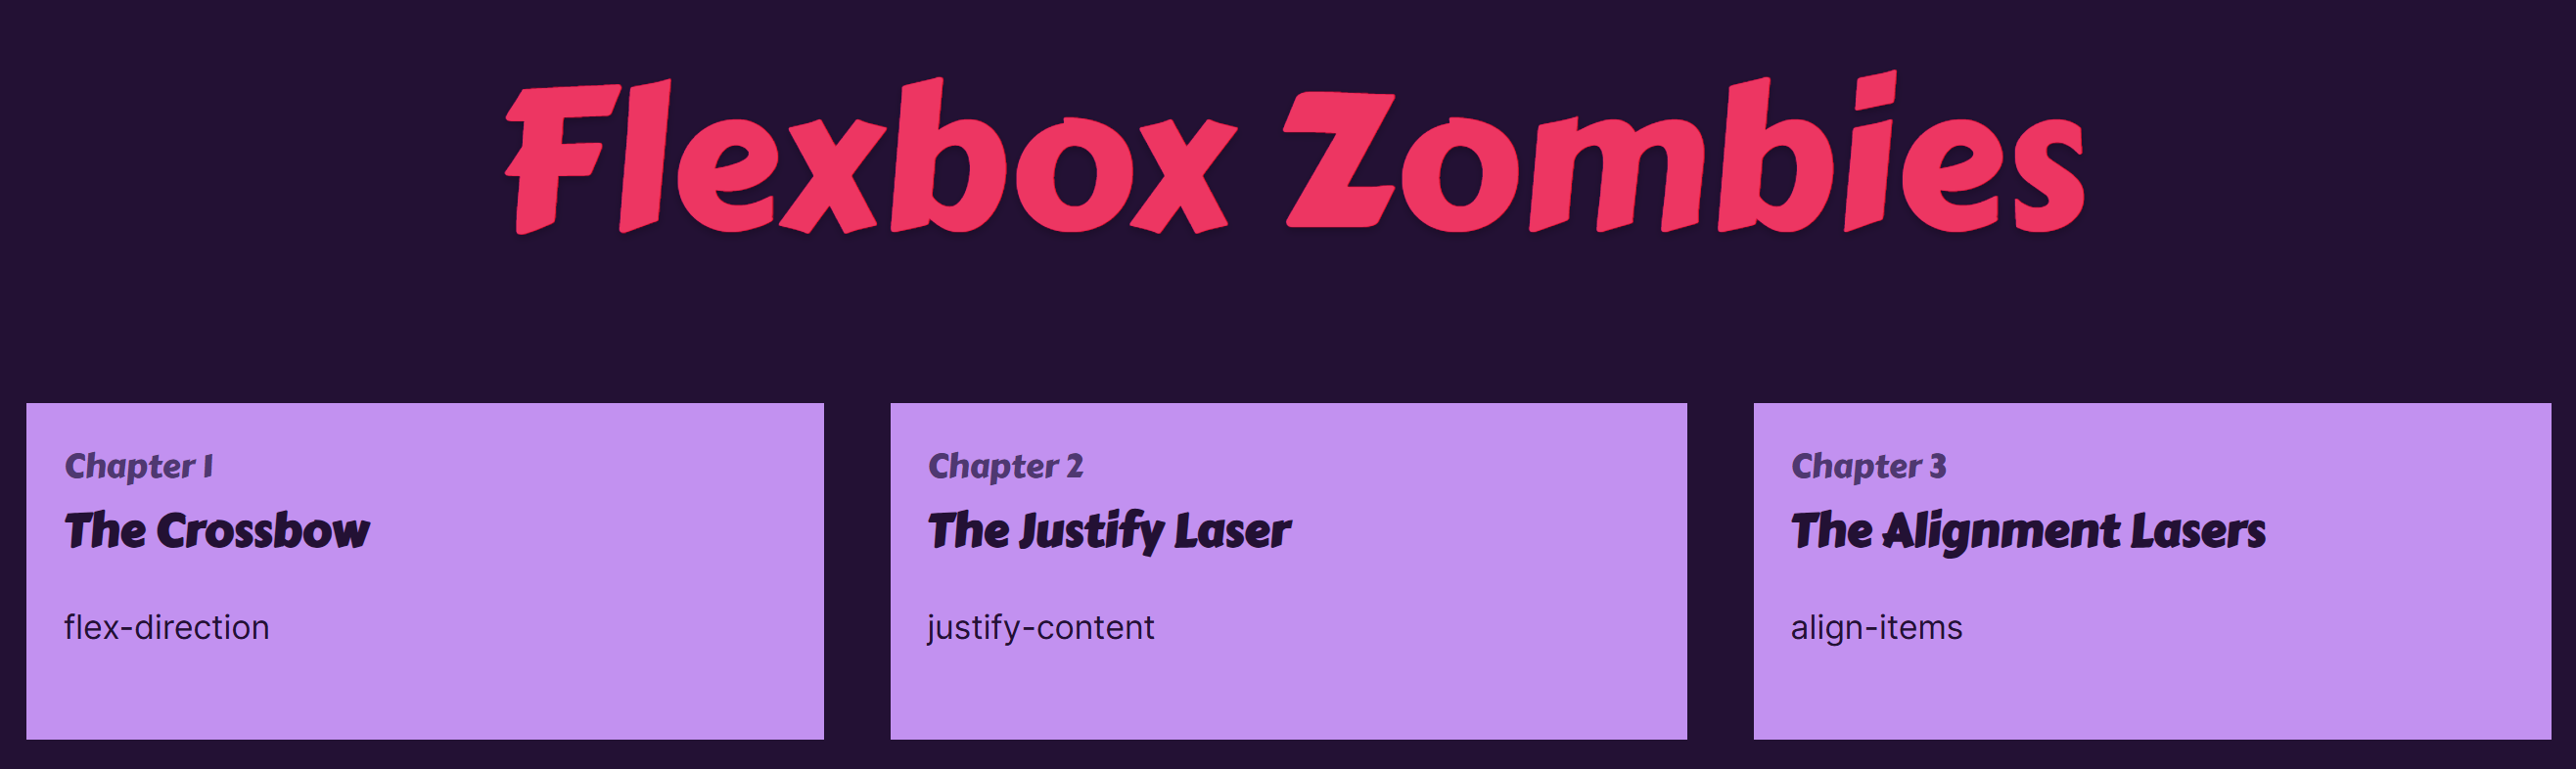 Flexbox Zombies
Chapter 1
The Crossbow
flex-direction
Chapter 2
The Justify Laser
justify-content
Chapter 3
The Alignment Lasers
align-items